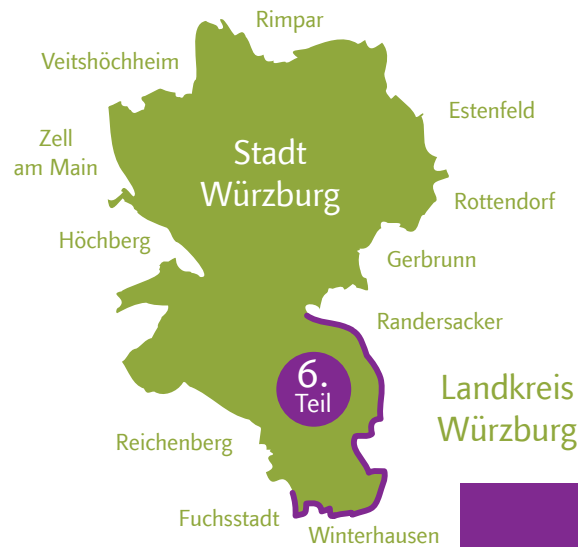 Rimpar
Veitshöchheim
Estenfeld
Zell
am Main
Stadt
Würzburg
Rottendorf
Höchberg
Gerbrunn
Randersacker
6.
Teil
Landkreis
Würzburg
Reichenberg
Fuchsstadt
Winterhausen